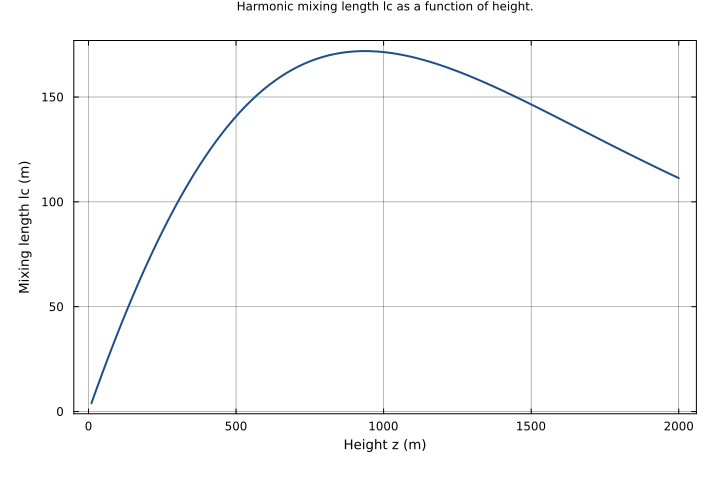 Harmonic mixing length lc as a function of height.
150
100
50
0
0 500 1000 1500 2000
Mixing length lc (m)
Height z (m)